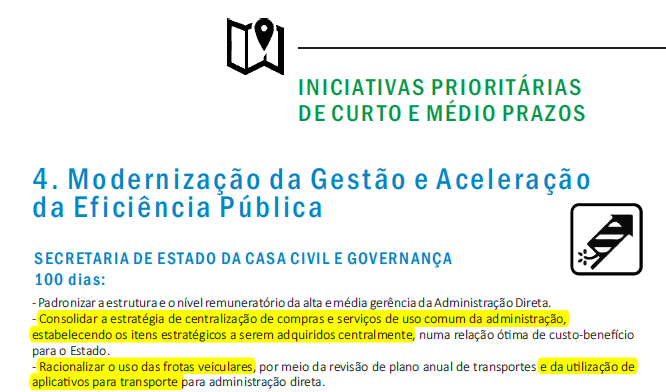 INICIATIVAS PRIORITÁRIAS
DE CURTO E MÉDIO PRAZOS
4. Modernização da Gestão e Aceleração
da Eficiência Pública
SECRETARIA DE ESTADO DA CASA CIVIL E GOVERNANÇA
100 dias:
- Padronizar a estrutura e o nível remuneratório da alta e média gerência da Administração Direta.
- Consolidar a estratégia de centralização de compras e serviços de uso comum da administração,
estabelecendo os itens estratégicos a serem adquiridos centralmente, numa relação ótima de custo-benefício
para o Estado.
- Racionalizar o uso das frotas veiculares, por meio da revisão de plano anual de transportes e da utilização de
aplicativos para transporte para administração direta.